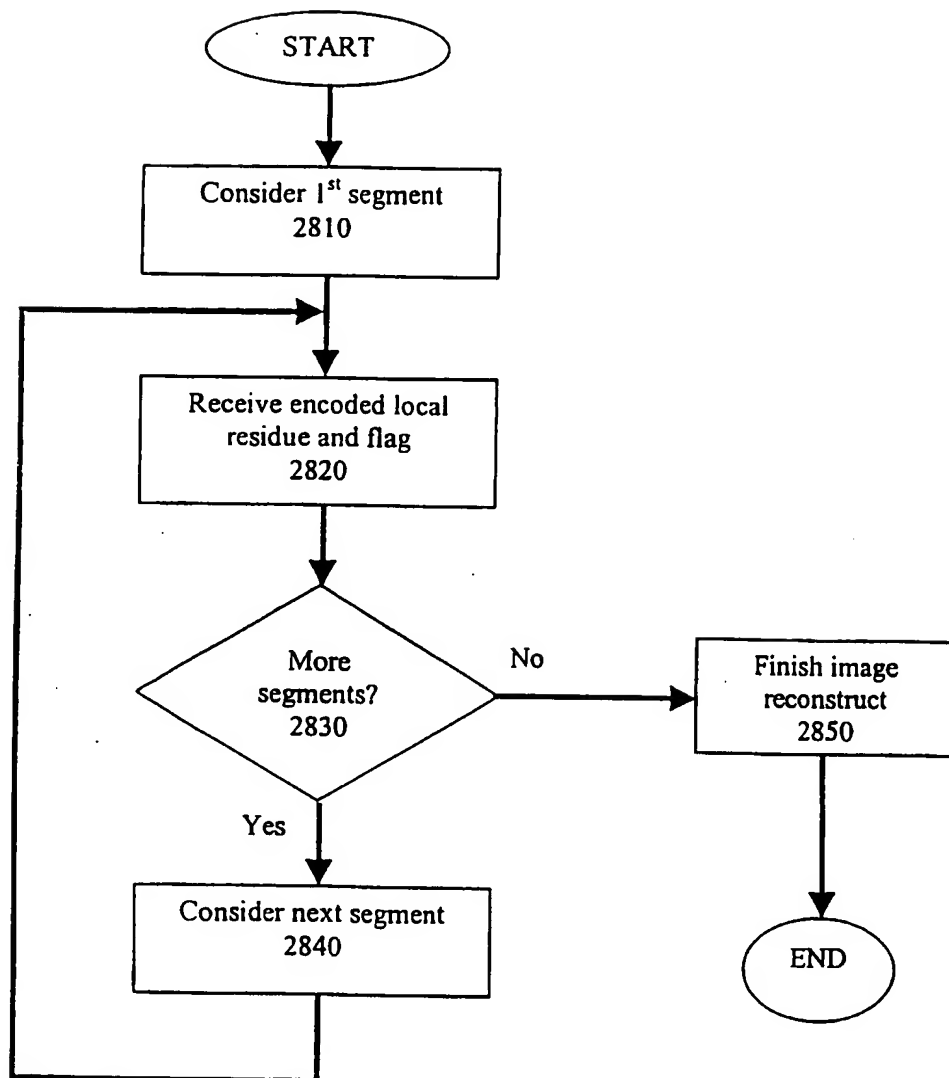 START
Consider 1st segment
2810
Receive encoded local
residue and flag
2820
More
segments?
2830
No
Finish image
reconstruct
2850
Yes
Consider next segment
2840
END